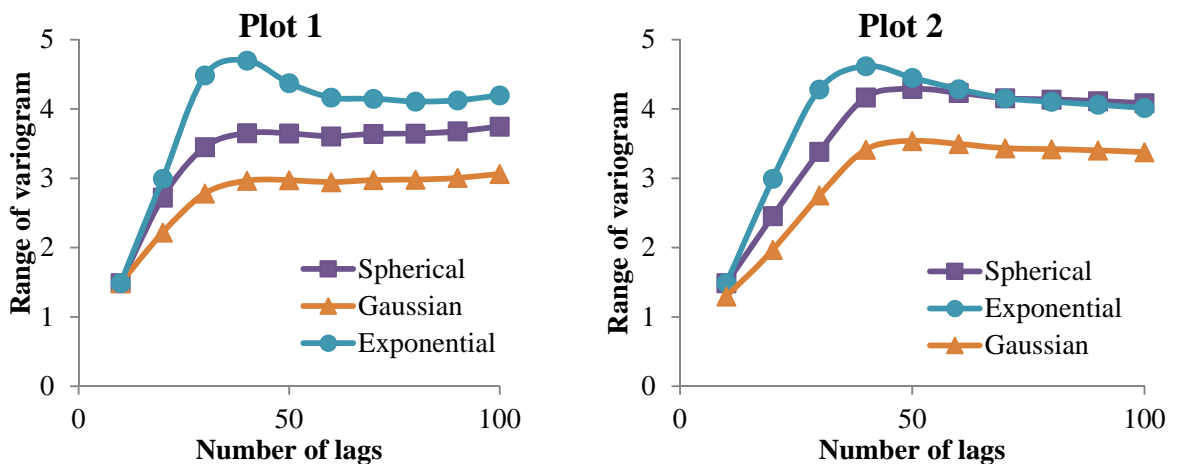 Plot 1
Range of variogram
5
4
3
2
1
0
0
50
100
Number of lags
Spherical
Gaussian
Exponential
Plot 2
Range of variogram
5
4
3
2
1
0
0
50
100
Number of lags
Spherical
Exponential
Gaussian